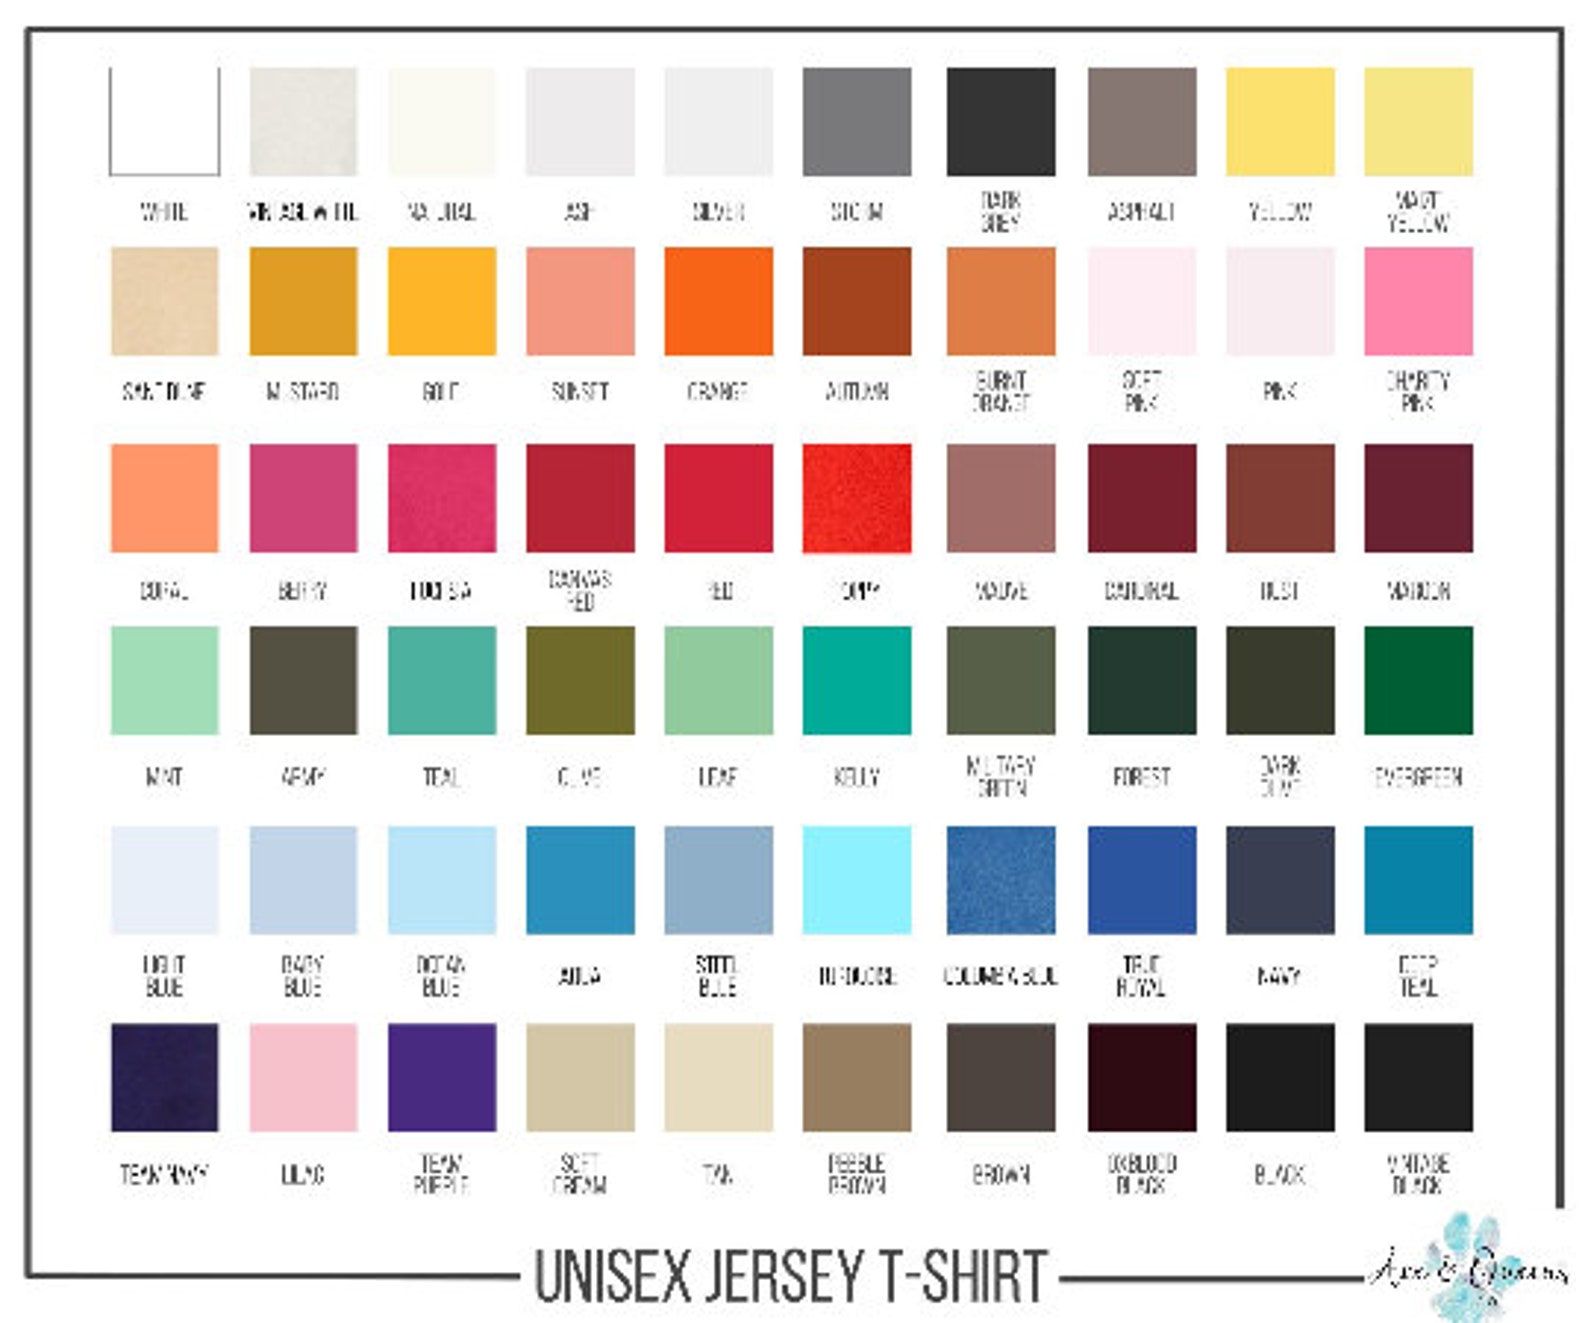 WHITE
VINTAGE WHITE
NATURAL
ASH
SILVER
STORM
DARK
GREY
ASPHALT
YELLOW
MAIZE
YELLOW
SAND DUNE
MUSTARD
GOLD
SUNSET
ORANGE
AUTUMN
BURNT
ORANGE
SOFT
PINK
PINK
CHARITY
PINK
CORAL
BERRY
FUCHSIA
CANVAS
RED
RED
POPPY
MAUVE
CARDINAL
RUST
MAROON
MINT
ARMY
TEAL
OLIVE
LEAF
KELLY
MILITARY
GREEN
FOREST
DARK
OLIVE
EVERGREEN
LIGHT
BLUE
BABY
BLUE
OCEAN
BLUE
AQUA
STEEL
BLUE
TURQUOISE
COLUMBIA BLUE
TRUE
ROYAL
NAVY
DEEP
TEAL
TEAM NAVY
LILAC
TEAM
PURPLE
SOFT
CREAM
TAN
PEBBLE
BROWN
BROWN
OXBLOOD
BLACK
BLACK
VINTAGE
BLACK
UNISEX JERSEY T-SHIRT